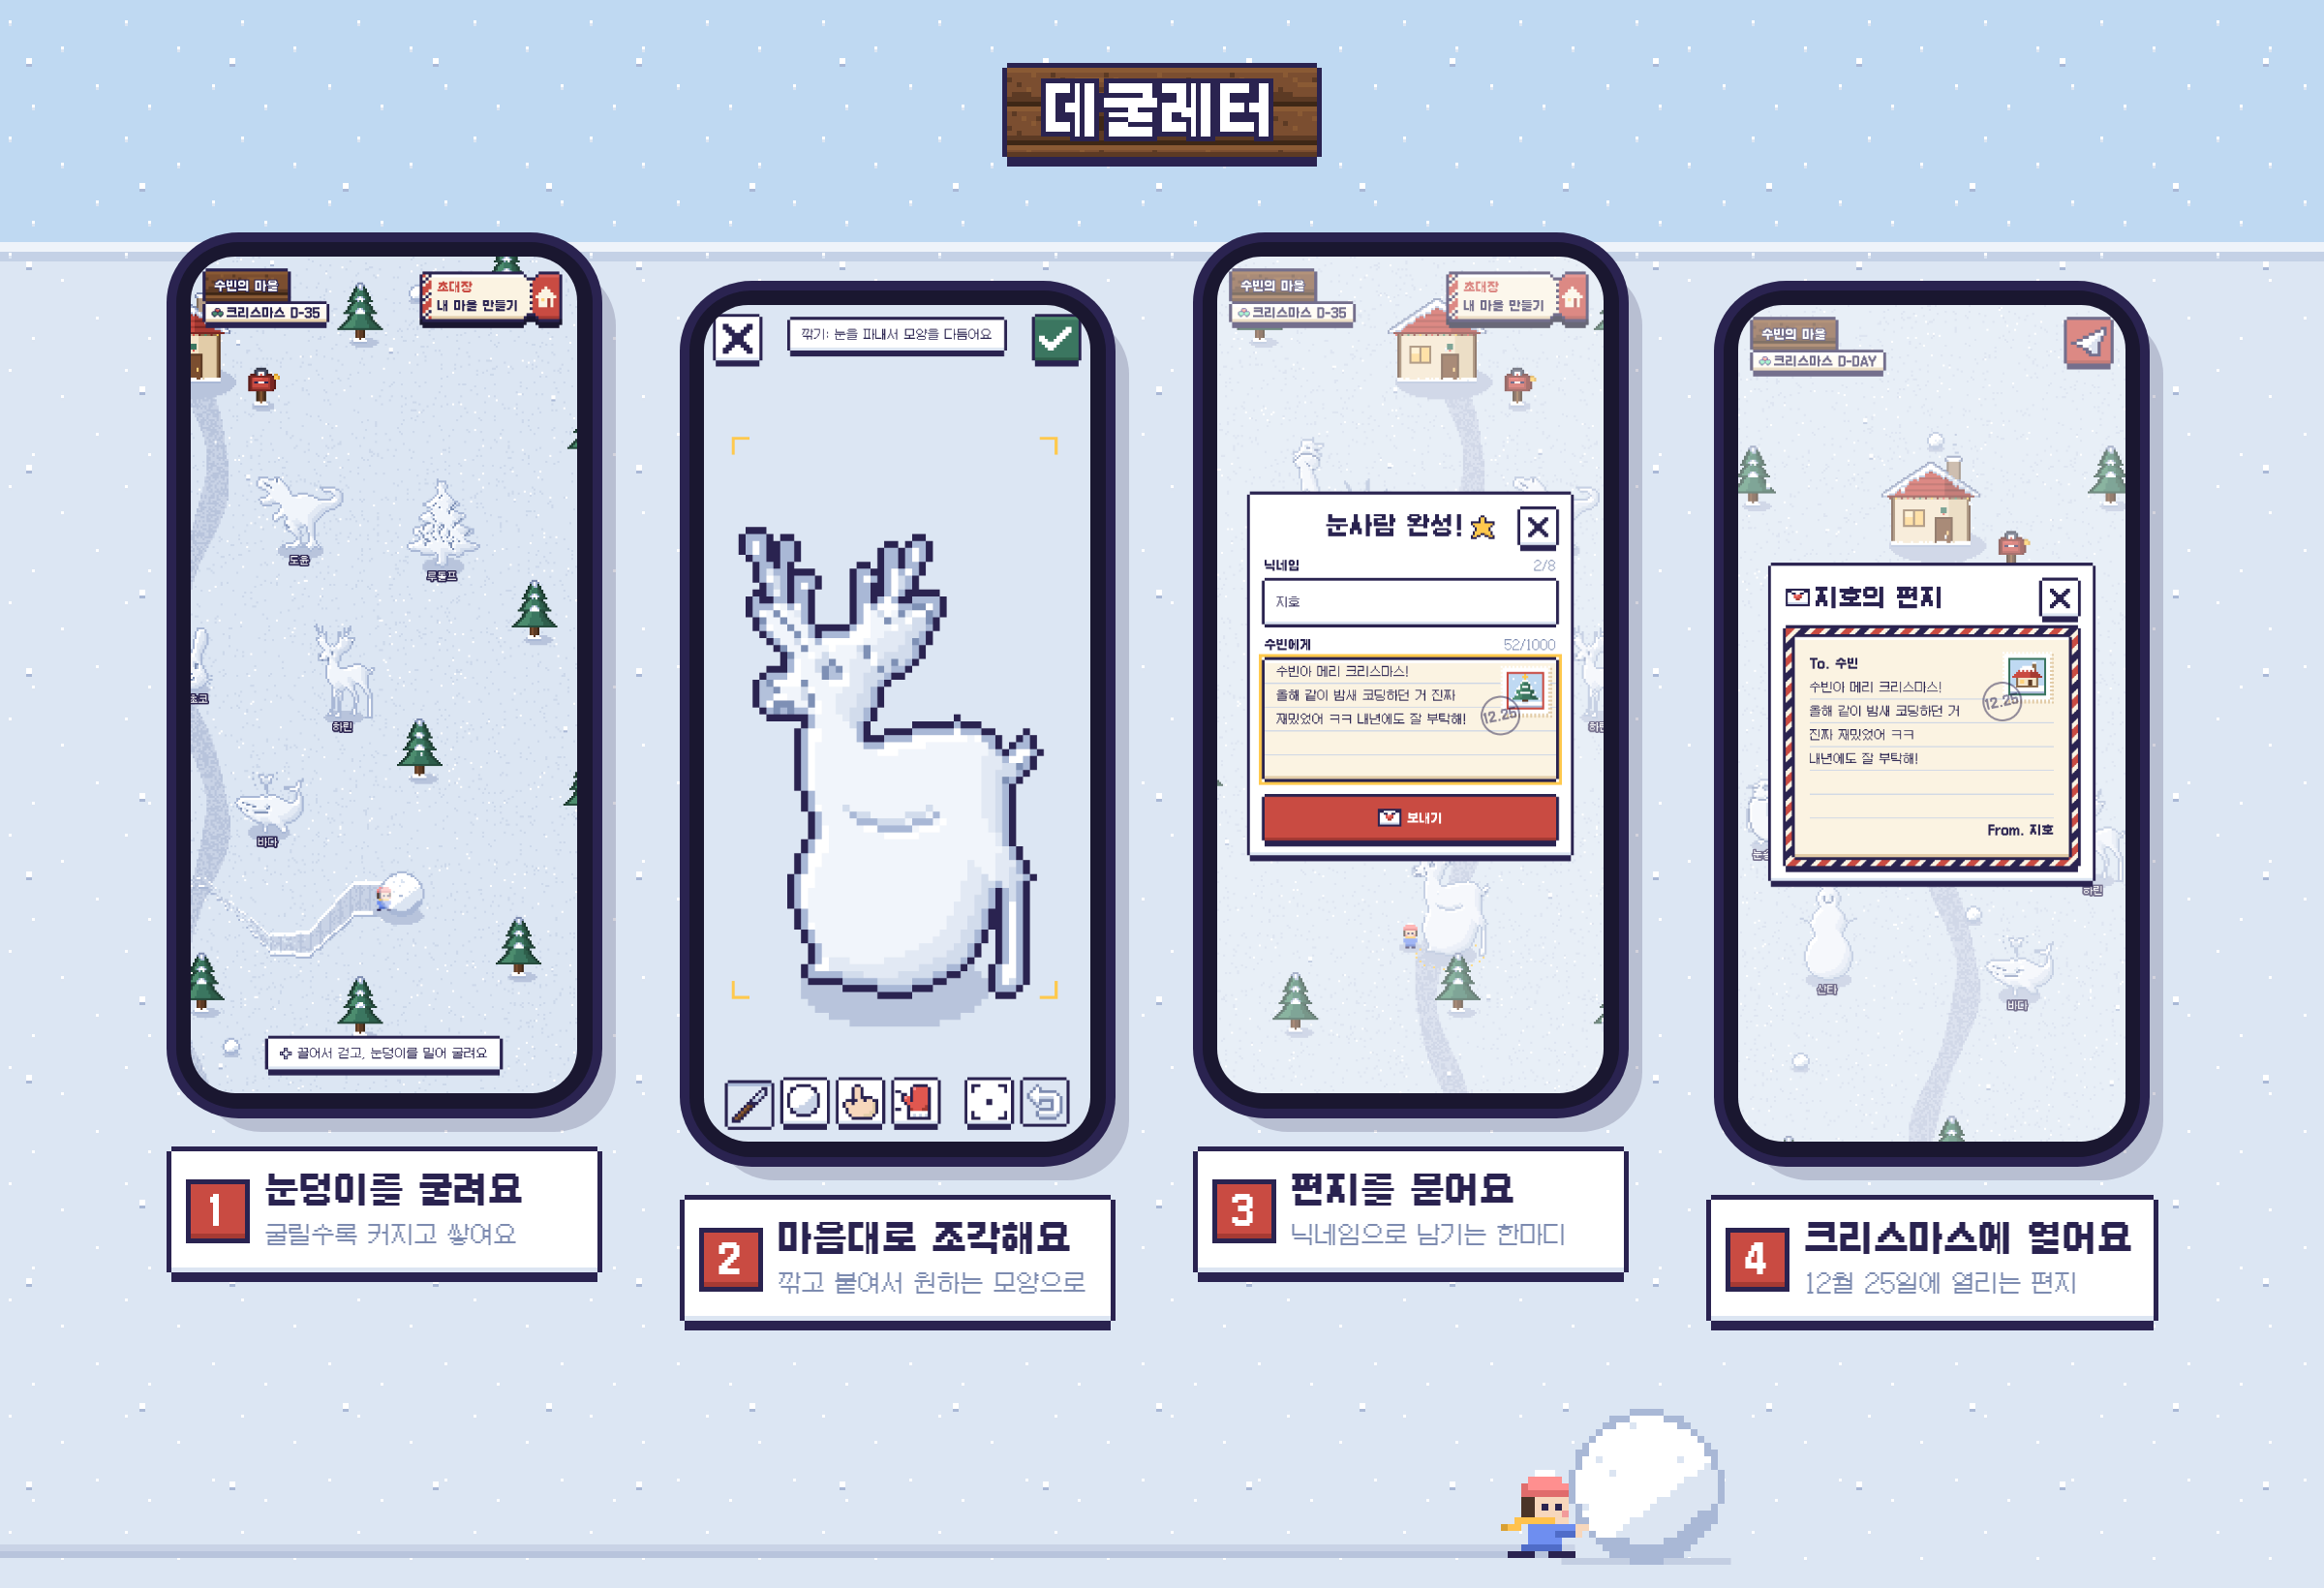 데굴레터
수빈의 마을
크리스마스 D-35
초대장
내 마을 만들기
도윤
루돌프
초코
하린
바다
끌어서 걷고, 눈덩이를 밀어 굴려요
1
눈덩이를 굴려요
굴릴수록 커지고 쌓여요
깎기: 눈을 파내서 모양을 다듬어요
2
마음대로 조각해요
깎고 붙여서 원하는 모양으로
수빈의 마을
크리스마스 D-35
초대장
내 마을 만들기
눈사람 완성!
닉네임 2/8
지호
수빈에게 52/1000
수빈아 메리 크리스마스!
올해 같이 밤새 코딩하던 거 진짜
재밌었어 ㅋㅋ 내년에도 잘 부탁해!
12.25
보내기
3
편지를 묻어요
닉네임으로 남기는 한마디
수빈의 마을
크리스마스 D-DAY
지호의 편지
To. 수빈
수빈아 메리 크리스마스!
올해 같이 밤새 코딩하던 거
진짜 재밌었어 ㅋㅋ
내년에도 잘 부탁해!
12.25
From. 지호
하린
산타
바다
4
크리스마스에 열어요
12월 25일에 열리는 편지